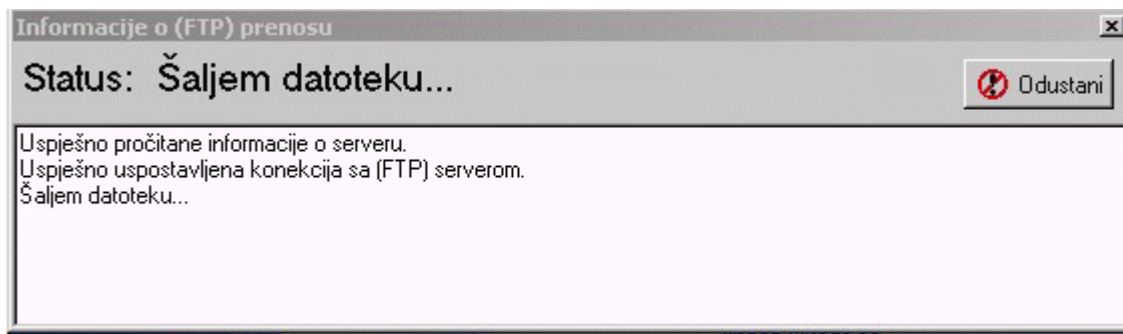 Informacije o (FTP) prenosu
Status: Šaljem datoteku...
Odustani
Uspješno pročitane informacije o serveru.
Uspješno uspostavljena konekcija sa (FTP) serverom.
Šaljem datoteku...